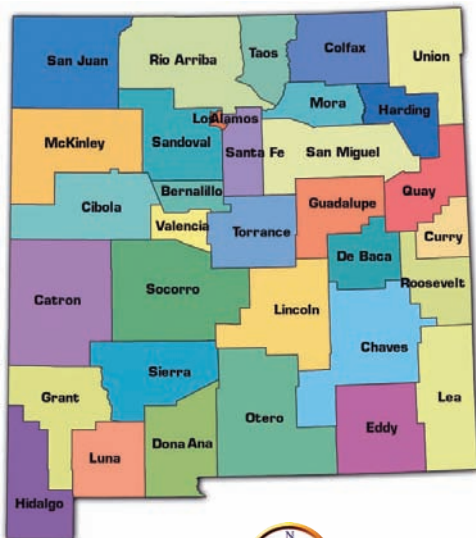 San Juan
Rio Arriba
Taos
Colfax
Union
Mora
Harding
Los Alamos
McKinley
Sandoval
Santa Fe
San Miguel
Bernalillo
Quay
Cibola
Guadalupe
Valencia
Torrance
Curry
De Baca
Roosevelt
Catron
Socorro
Lincoln
Chaves
Sierra
Grant
Lea
Otero
Eddy
Dona Ana
Luna
Hidalgo
N